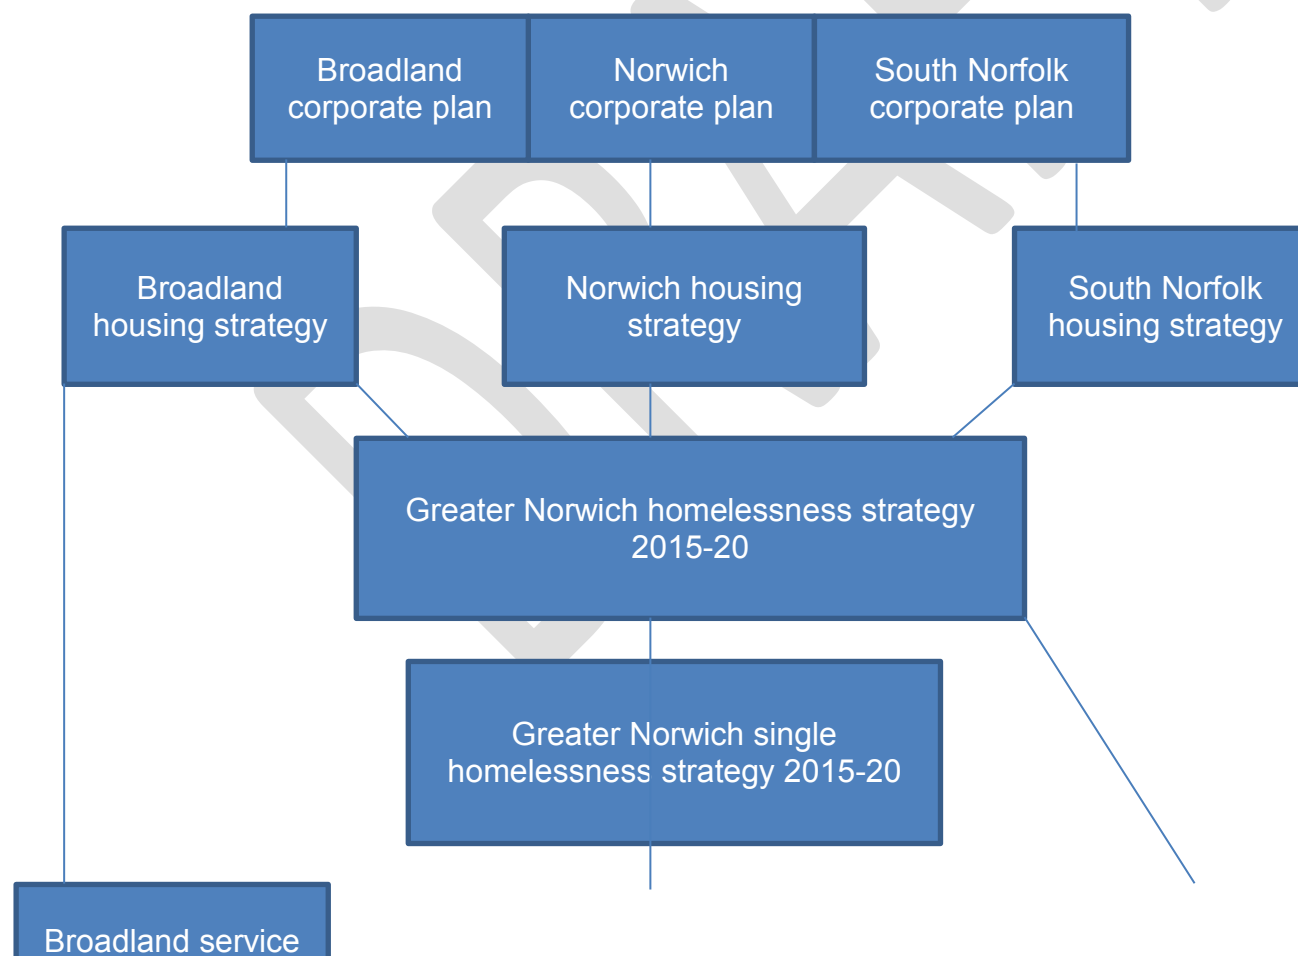 Broadland
corporate plan
Norwich
corporate plan
South Norfolk
corporate plan
Broadland
housing strategy
Norwich housing
strategy
South Norfolk
housing strategy
Greater Norwich homelessness strategy
2015-20
Greater Norwich single
homelessness strategy 2015-20
Broadland service